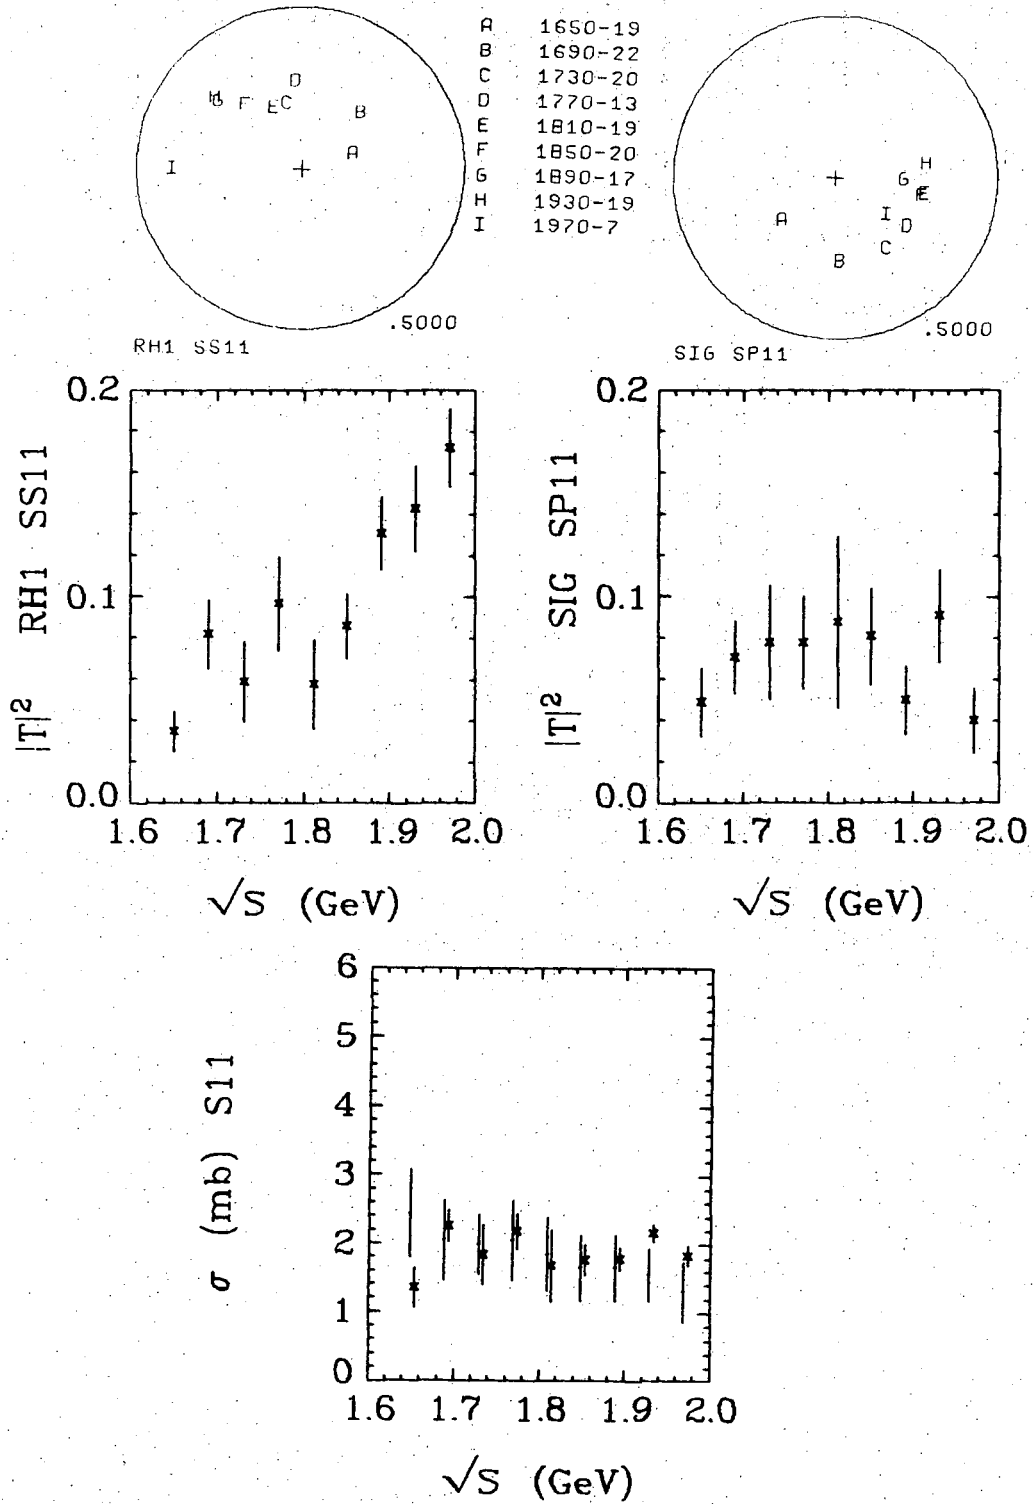 A 1650-19
B 1690-22
C 1730-20
D 1770-13
E 1810-19
F 1850-20
G 1890-17
H 1930-19
I 1970-7
D
H G F E C B
A
I +
.5000
RH1 SS11
H
+ G
F E
A I D
C
B
.5000
SIG SP11
|T|² RH1 SS11
0.2
0.1
0.0
1.6 1.7 1.8 1.9 2.0
√S (GeV)
|T|² SIG SP11
0.2
0.1
0.0
1.6 1.7 1.8 1.9 2.0
√S (GeV)
σ (mb) S11
6
5
4
3
2
1
0
1.6 1.7 1.8 1.9 2.0
√S (GeV)